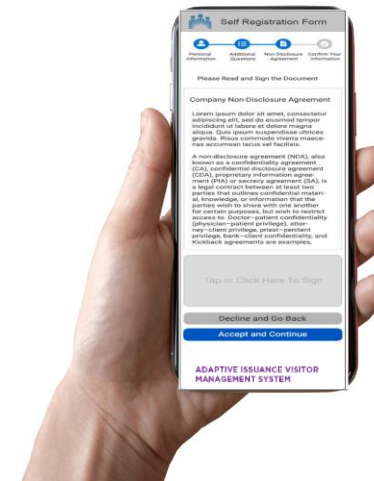 Self Registration Form
Personal Information
Additional Questions
Non Disclosure Agreement
Confirm Your Information
Please Read and Sign the Document
Company Non-Disclosure Agreement
Lorem ipsum dolor sit amet, consectetur
adipiscing elit, sed do eiusmod tempor
incididunt ut labore et dolore magna
aliqua. Quis ipsum suspendisse ultrices
gravida. Risus commodo viverra maece-
nas accumsan lacus vel facilisis.
A non-disclosure agreement (NDA), also
known as a confidentiality agreement
(CA), confidential disclosure agreement
(CDA), proprietary information agree-
ment (PIA) or secrecy agreement (SA), is
a legal contract between at least two
parties that outlines confidential materi-
al, knowledge, or information that the
parties wish to share with one another
for certain purposes, but wish to restrict
access to. Doctor–patient confidentiality
(physician–patient privilege), attor-
ney–client privilege, priest–penitent
privilege, bank–client confidentiality, and
Kickback agreements are examples,
Tap or Click Here To Sign
Decline and Go Back
Accept and Continue
ADAPTIVE ISSUANCE VISITOR
MANAGEMENT SYSTEM